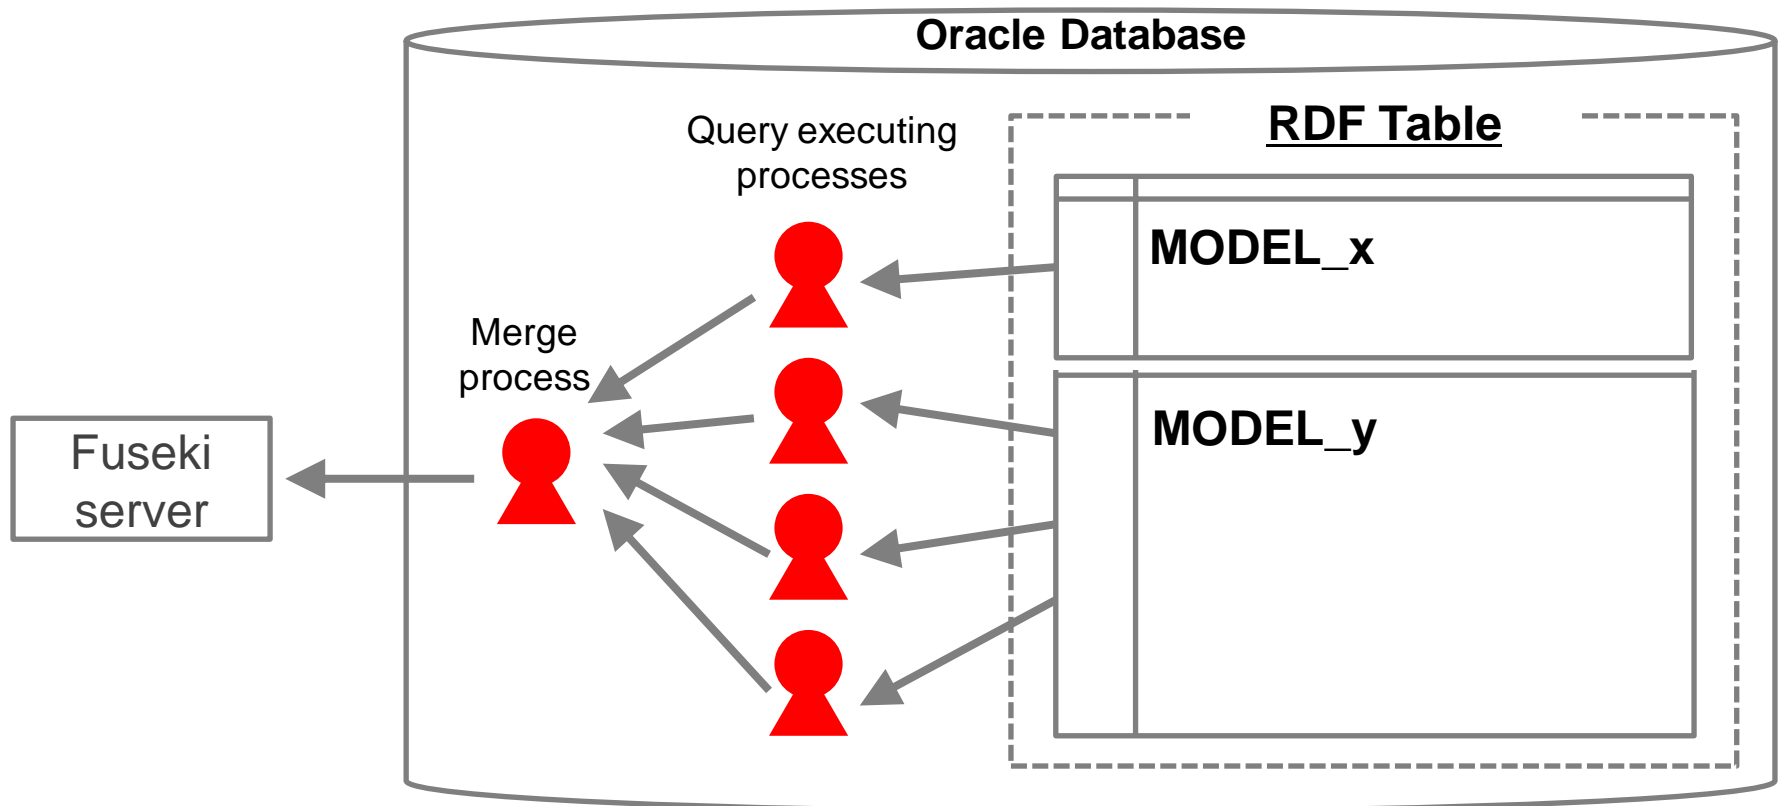 Oracle Database
Query executing
processes
RDF Table
MODEL_x
Merge
process
MODEL_y
Fuseki
server